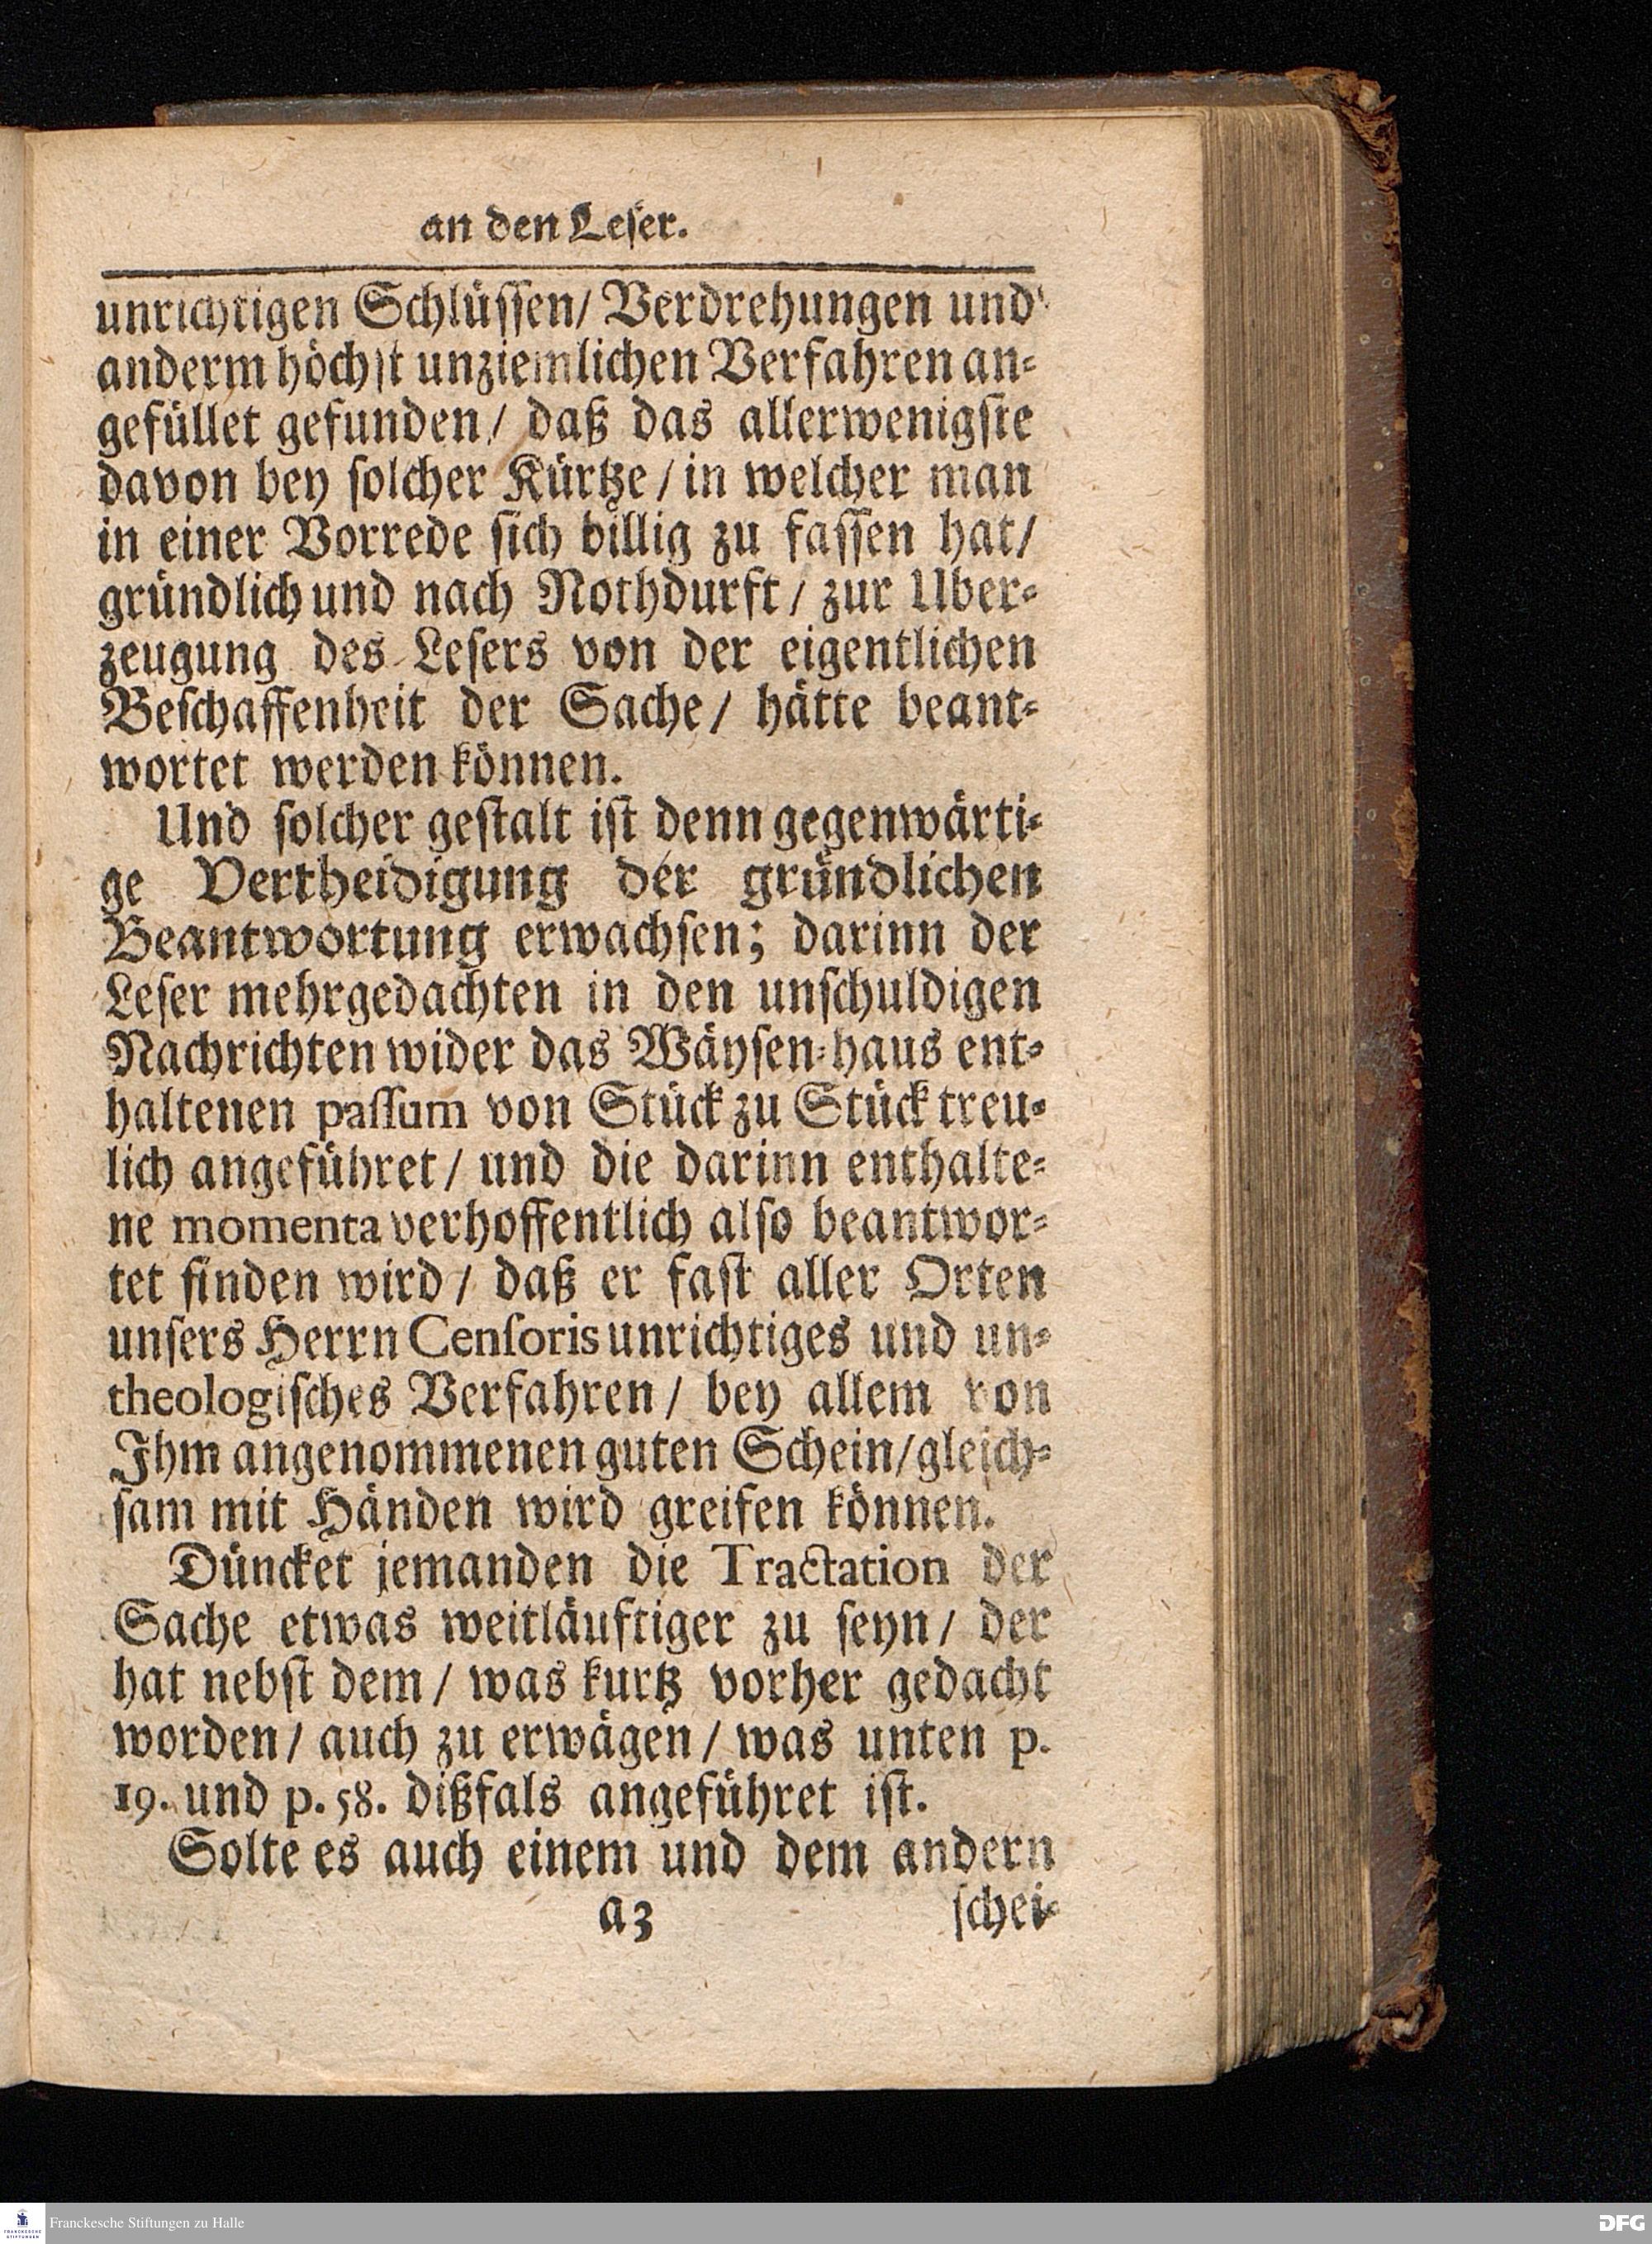 an den Leſer.
unrichtigen Schlüſſen/ Verdrehungen und
anderm höchſt unziemlichen Verfahren an⸗
gefüllet gefunden/ daß das allerwenigſte
davon bey ſolcher Kürtze/ in welcher man
in einer Vorrede ſich billig zu faſſen hat/
gründlich und nach Nothdurft/ zur Uber⸗
zeugung des Leſers von der eigentlichen
Beſchaffenheit der Sache/ hätte beant⸗
wortet werden können.
Und ſolcher geſtalt iſt denn gegenwärti⸗
ge Vertheidigung der gründlichen
Beantwortung erwachſen; darinn der
Leſer mehrgedachten in den unſchuldigen
Nachrichten wider das Wäyſen⸗haus ent⸗
haltenen paſſum von Stück zu Stück treu⸗
lich angeführet/ und die darinn enthalte⸗
ne momenta verhoffentlich alſo beantwor⸗
tet finden wird/ daß er faſt aller Orten
unſers Herrn Cenſoris unrichtiges und un⸗
theologiſches Verfahren/ bey allem von
Ihm angenommenen guten Schein/ gleich⸗
ſam mit Händen wird greifen können.
Düncket jemanden die Tractation der
Sache etwas weitläuftiger zu ſeyn/ der
hat nebſt dem/ was kurtz vorher gedacht
worden/ auch zu erwägen/ was unten p.
19. und p. 58. dißfals angeführet iſt.
Solte es auch einem und dem andern
a3 ſchei⸗
FRANCKESCHE STIFTUNGEN
Franckesche Stiftungen zu Halle
DFG